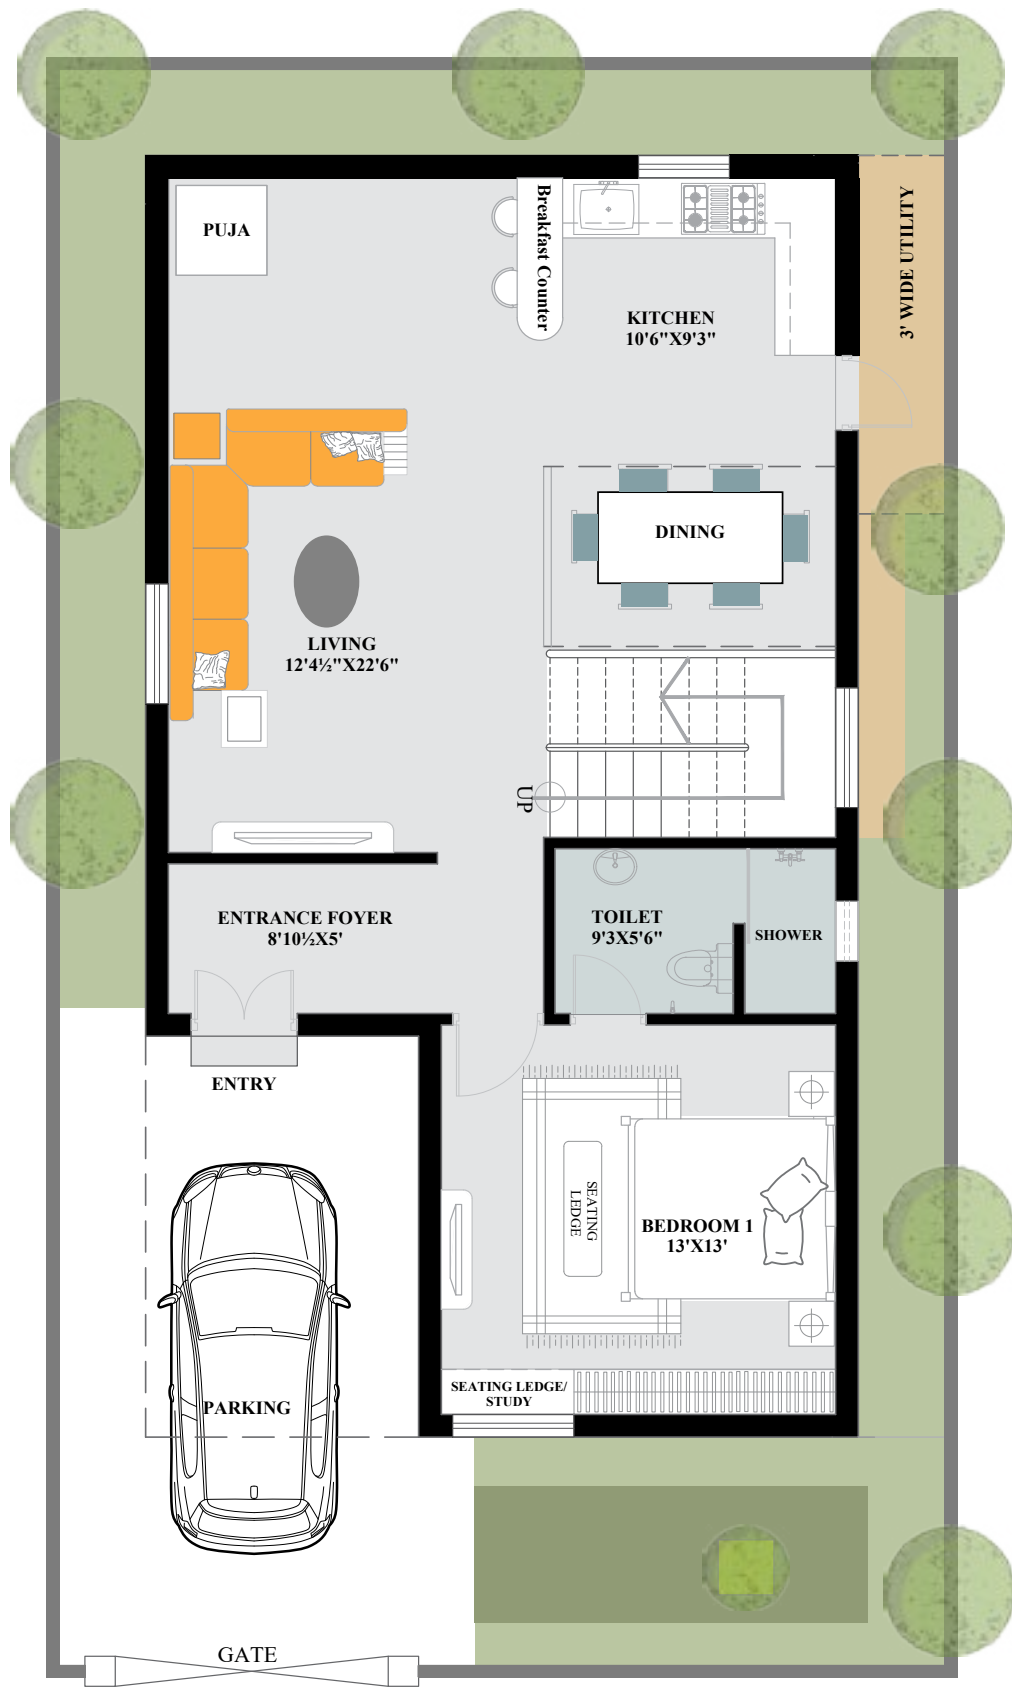 PUJA
Breakfast Counter
3' WIDE UTILITY
KITCHEN
10'6"X9'3"
DINING
LIVING
12'4½"X22'6"
UP
ENTRANCE FOYER
8'10½X5'
TOILET
9'3X5'6"
SHOWER
ENTRY
SEATING
LEDGE
BEDROOM 1
13'X13'
SEATING LEDGE/
STUDY
PARKING
GATE